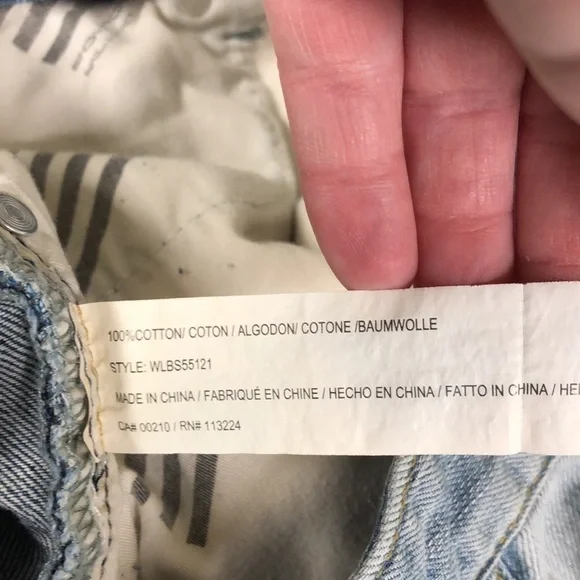 100%COTTON/ COTON / ALGODON/ COTONE /BAUMWOLLE
STYLE: WLBS55121
MADE IN CHINA / FABRIQUÉ EN CHINE / HECHO EN CHINA / FATTO IN CHINA /
CA# 00210 / RN# 113224